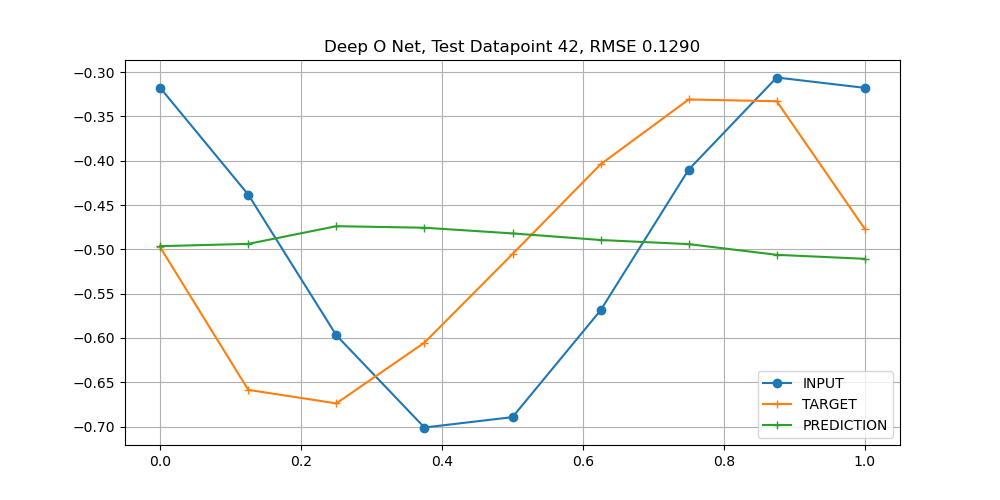 Deep O Net, Test Datapoint 42, RMSE 0.1290
−0.30
−0.35
−0.40
−0.45
−0.50
−0.55
−0.60
−0.65
−0.70
INPUT
TARGET
PREDICTION
0.0 0.2 0.4 0.6 0.8 1.0